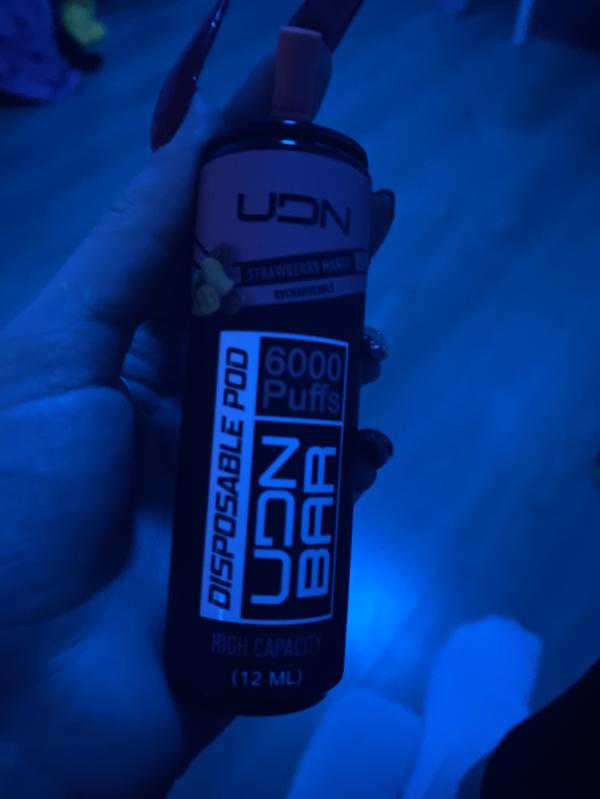 UDN
STRAWBERRY MANGO
RECHARGEABLE
DISPOSABLE POD
6000
Puffs
UDN
BAR
HIGH CAPACITY
(12 ML)